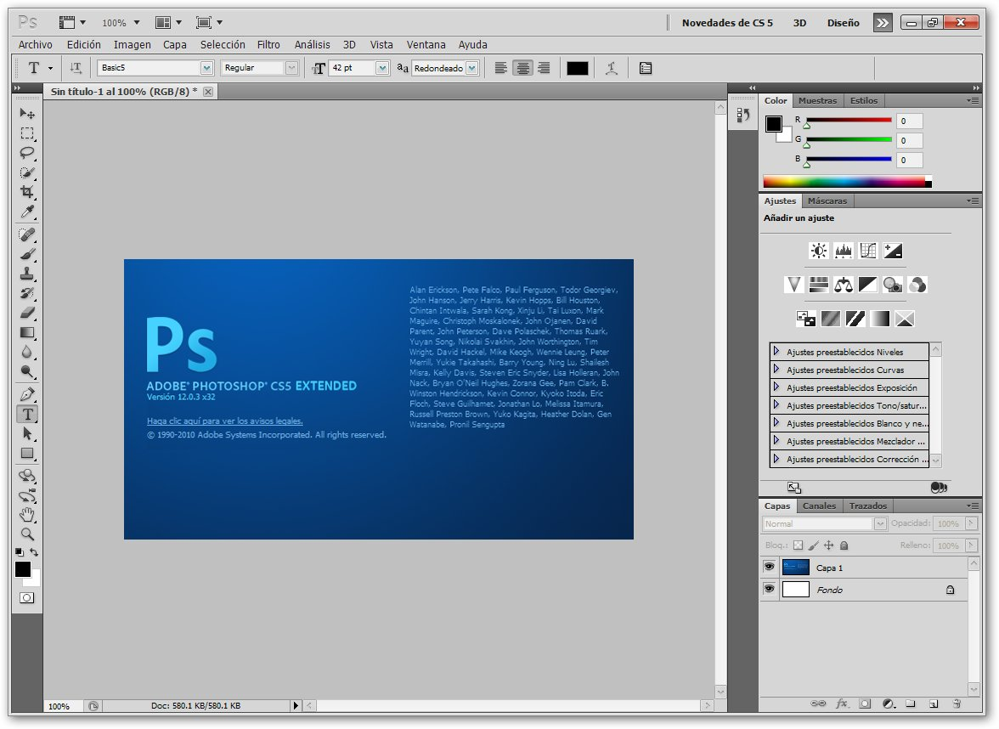 Ps
100%
Novedades de CS 5
3D
Diseño
Archivo Edición Imagen Capa Selección Filtro Análisis 3D Vista Ventana Ayuda
T
Basic5
Regular
42 pt
aa
Redondeado
Sin título-1 al 100% (RGB/8) *
Alan Erickson, Pete Falco, Paul Ferguson, Todor Georgiev,
John Hanson, Jerry Harris, Kevin Hopps, Bill Houston,
Chintan Intwala, Sarah Kong, Xinju Li, Tai Luxon, Mark
Maguire, Christoph Moskalonek, John Ojanen, David
Parent, John Peterson, Dave Polaschek, Thomas Ruark,
Yuyan Song, Nikolai Svakhin, John Worthington, Tim
Wright, David Hackel, Mike Keogh, Wennie Leung, Peter
Merrill, Yukie Takahashi, Barry Young, Ning Lu, Shailesh
Misra, Kelly Davis, Steven Eric Snyder, Lisa Holleran, John
Nack, Bryan O'Neil Hughes, Zorana Gee, Pam Clark, B.
Winston Hendrickson, Kevin Connor, Kyoko Itoda, Eric
Floch, Steve Guilhamet, Jonathan Lo, Melissa Itamura,
Russell Preston Brown, Yuko Kagita, Heather Dolan, Gen
Watanabe, Pronil Sengupta
Ps
ADOBE® PHOTOSHOP® CS5 EXTENDED
Versión 12.0.3 x32
Haga clic aquí para ver los avisos legales.
© 1990-2010 Adobe Systems Incorporated. All rights reserved.
100%
Doc: 580.1 KB/580.1 KB
Color Muestras Estilos
R 0
G 0
B 0
Ajustes Máscaras
Añadir un ajuste
Ajustes preestablecidos Niveles
Ajustes preestablecidos Curvas
Ajustes preestablecidos Exposición
Ajustes preestablecidos Tono/satur...
Ajustes preestablecidos Blanco y ne...
Ajustes preestablecidos Mezclador ...
Ajustes preestablecidos Corrección ...
Capas Canales Trazados
Normal Opacidad: 100%
Bloq.: Relleno: 100%
Capa 1
Fondo